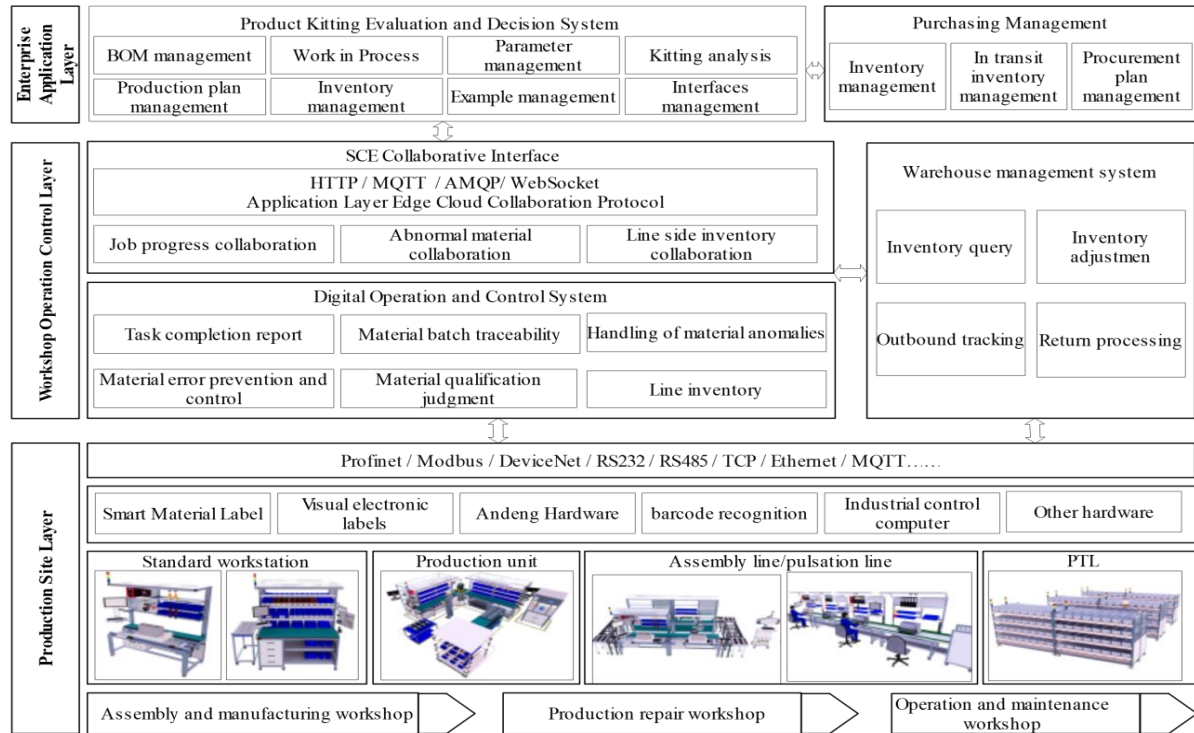 Enterprise
Application
Layer
Product Kitting Evaluation and Decision System
BOM management
Work in Process
Parameter
management
Kitting analysis
Production plan
management
Inventory
management
Example management
Interfaces
management
Purchasing Management
Inventory
management
In transit
inventory
management
Procurement
plan
management
Workshop Operation Control Layer
SCE Collaborative Interface
HTTP / MQTT / AMQP/ WebSocket
Application Layer Edge Cloud Collaboration Protocol
Job progress collaboration
Abnormal material
collaboration
Line side inventory
collaboration
Digital Operation and Control System
Task completion report
Material batch traceability
Handling of material anomalies
Material error prevention and
control
Material qualification
judgment
Line inventory
Warehouse management system
Inventory query
Inventory
adjustmen
Outbound tracking
Return processing
Production Site Layer
Profinet / Modbus / DeviceNet / RS232 / RS485 / TCP / Ethernet / MQTT……
Smart Material Label
Visual electronic
labels
Andeng Hardware
barcode recognition
Industrial control
computer
Other hardware
Standard workstation
Production unit
Assembly line/pulsation line
PTL
Assembly and manufacturing workshop
Production repair workshop
Operation and maintenance
workshop